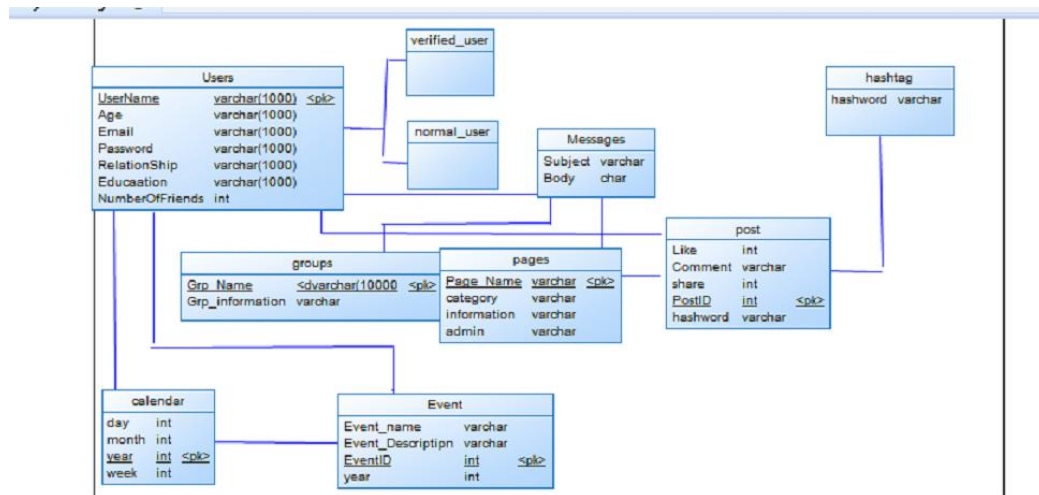 verified_user
Users
UserName varchar(1000) <pk>
Age varchar(1000)
Email varchar(1000)
Password varchar(1000)
RelationShip varchar(1000)
Educaation varchar(1000)
NumberOfFriends int
normal_user
Messages
Subject varchar
Body char
hashtag
hashword varchar
groups
Grp_Name <dvarchar(10000 <pk>
Grp_information varchar
pages
Page_Name varchar <pk>
category varchar
information varchar
admin varchar
post
Like int
Comment varchar
share int
PostID int <pk>
hashword varchar
calendar
day int
month int
year int <pk>
week int
Event
Event_name varchar
Event_Descriptipn varchar
EventID int <pk>
year int